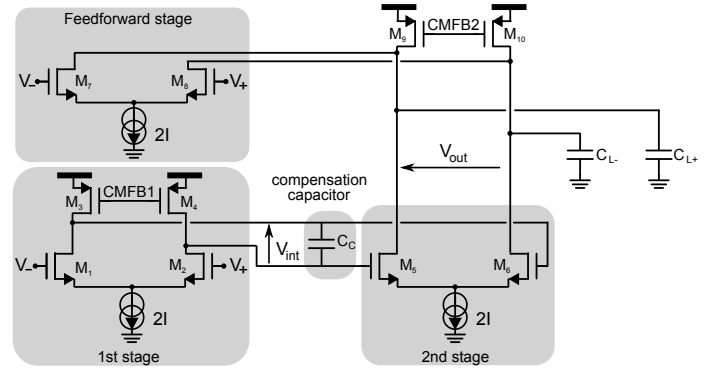 Feedforward stage
M9
CMFB2
M10
V-
M7
M8
V+
2I
Vout
CL-
CL+
compensation
capacitor
M3
CMFB1
M4
Vint
CC
V-
M1
M2
V+
M5
M6
2I
2I
1st stage
2nd stage